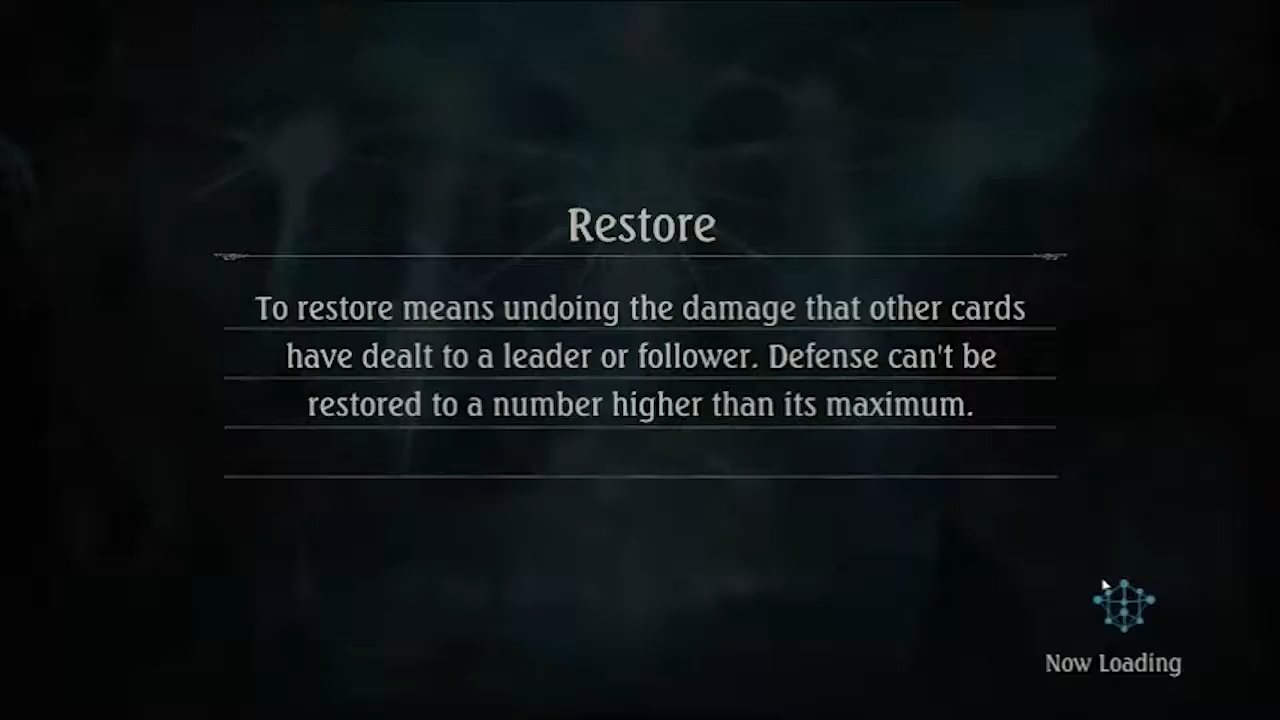 Restore
To restore means undoing the damage that other cards
have dealt to a leader or follower. Defense can't be
restored to a number higher than its maximum.
Now Loading